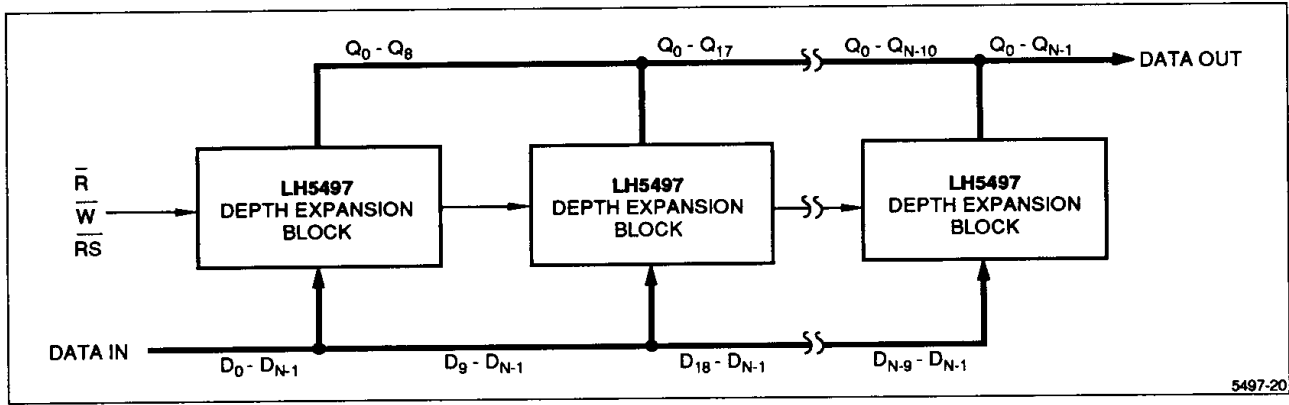 Q0 - Q8
Q0 - Q17
Q0 - QN-10
Q0 - QN-1
DATA OUT
R̅
W̅
R̅S̅
LH5497
DEPTH EXPANSION
BLOCK
LH5497
DEPTH EXPANSION
BLOCK
LH5497
DEPTH EXPANSION
BLOCK
DATA IN
D0 - DN-1
D9 - DN-1
D18 - DN-1
DN-9 - DN-1
5497-20